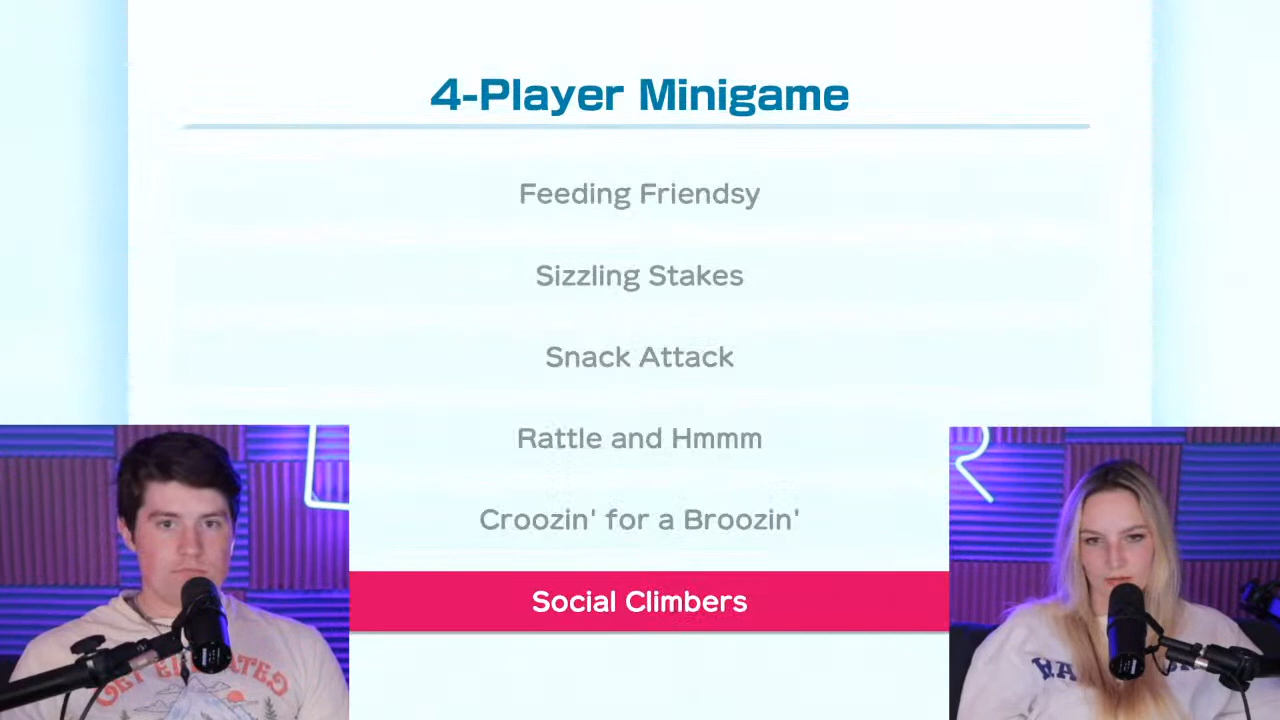 4-Player Minigame
Feeding Friendsy
Sizzling Stakes
Snack Attack
Rattle and Hmmm
Croozin' for a Broozin'
Social Climbers